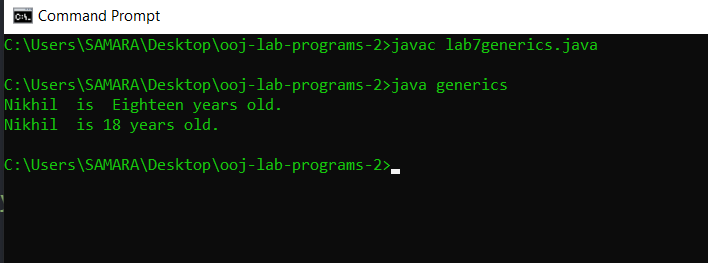 Command Prompt
C:\Users\SAMARA\Desktop\ooj-lab-programs-2>javac lab7generics.java
C:\Users\SAMARA\Desktop\ooj-lab-programs-2>java generics
Nikhil  is  Eighteen years old.
Nikhil  is 18 years old.
C:\Users\SAMARA\Desktop\ooj-lab-programs-2>